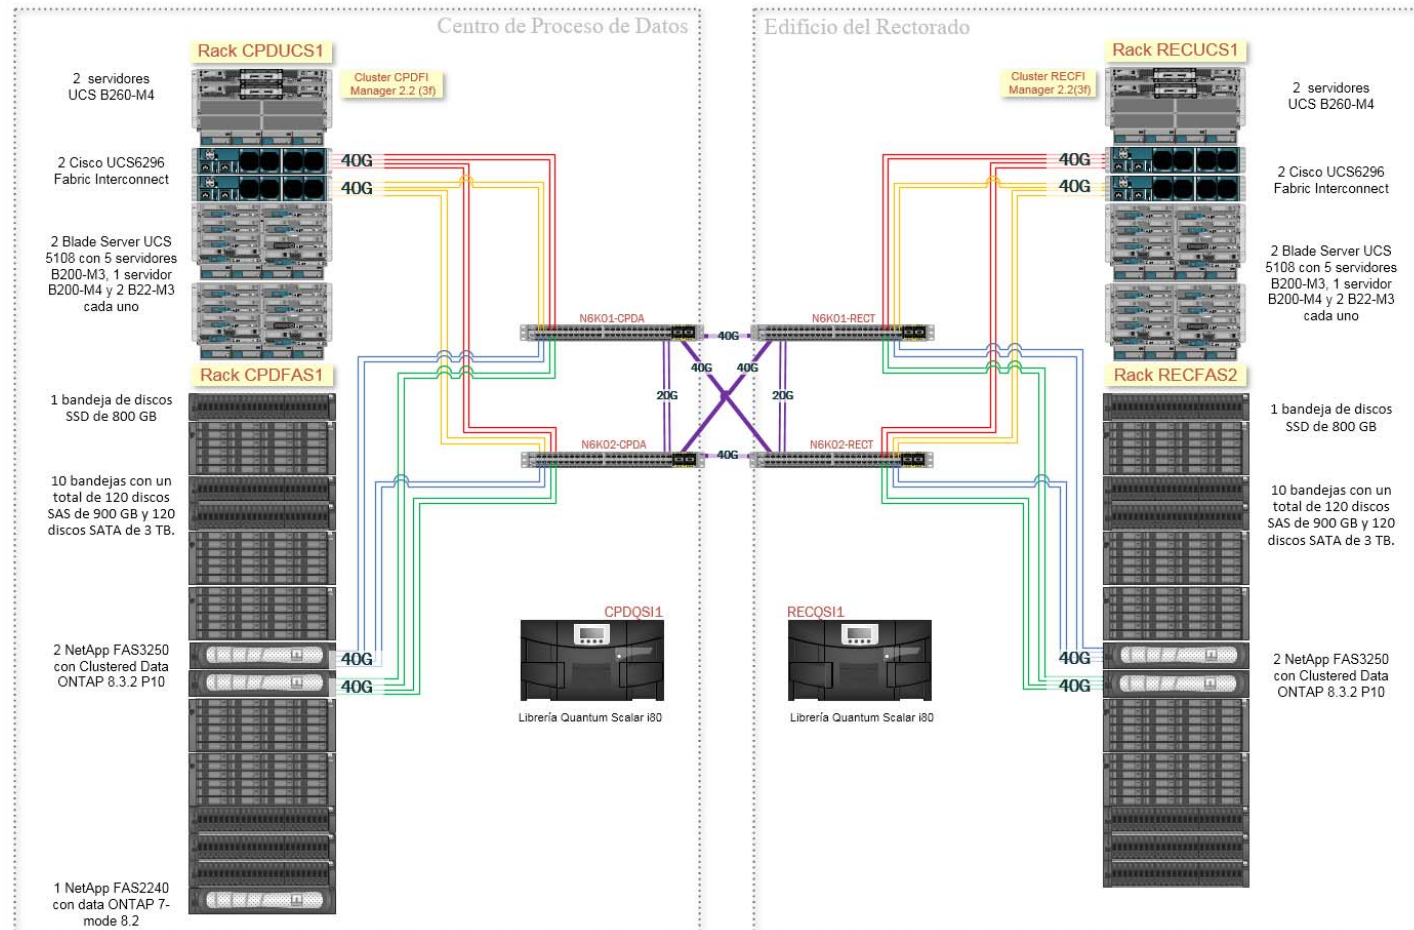 Centro de Proceso de Datos
Edificio del Rectorado
Rack CPDUCS1
2 servidores
UCS B260-M4
Cluster CPDFI
Manager 2.2 (3f)
2 Cisco UCS6296
Fabric Interconnect
40G
40G
2 Blade Server UCS
5108 con 5 servidores
B200-M3, 1 servidor
B200-M4 y 2 B22-M3
cada uno
Rack CPDFAS1
1 bandeja de discos
SSD de 800 GB
10 bandejas con un
total de 120 discos
SAS de 900 GB y 120
discos SATA de 3 TB.
2 NetApp FAS3250
con Clustered Data
ONTAP 8.3.2 P10
40G
40G
1 NetApp FAS2240
con data ONTAP 7-
mode 8.2
N6K01-CPDA
N6K01-RECT
40G
40G
40G
20G
20G
N6K02-CPDA
N6K02-RECT
40G
CPDQSI1
Librería Quantum Scalar i80
RECQSI1
Librería Quantum Scalar i80
Rack RECUCS1
Cluster RECFI
Manager 2.2(3f)
2 servidores
UCS B260-M4
40G
40G
2 Cisco UCS6296
Fabric Interconnect
2 Blade Server UCS
5108 con 5 servidores
B200-M3, 1 servidor
B200-M4 y 2 B22-M3
cada uno
Rack RECFAS2
1 bandeja de discos
SSD de 800 GB
10 bandejas con un
total de 120 discos
SAS de 900 GB y 120
discos SATA de 3 TB.
40G
40G
2 NetApp FAS3250
con Clustered Data
ONTAP 8.3.2 P10